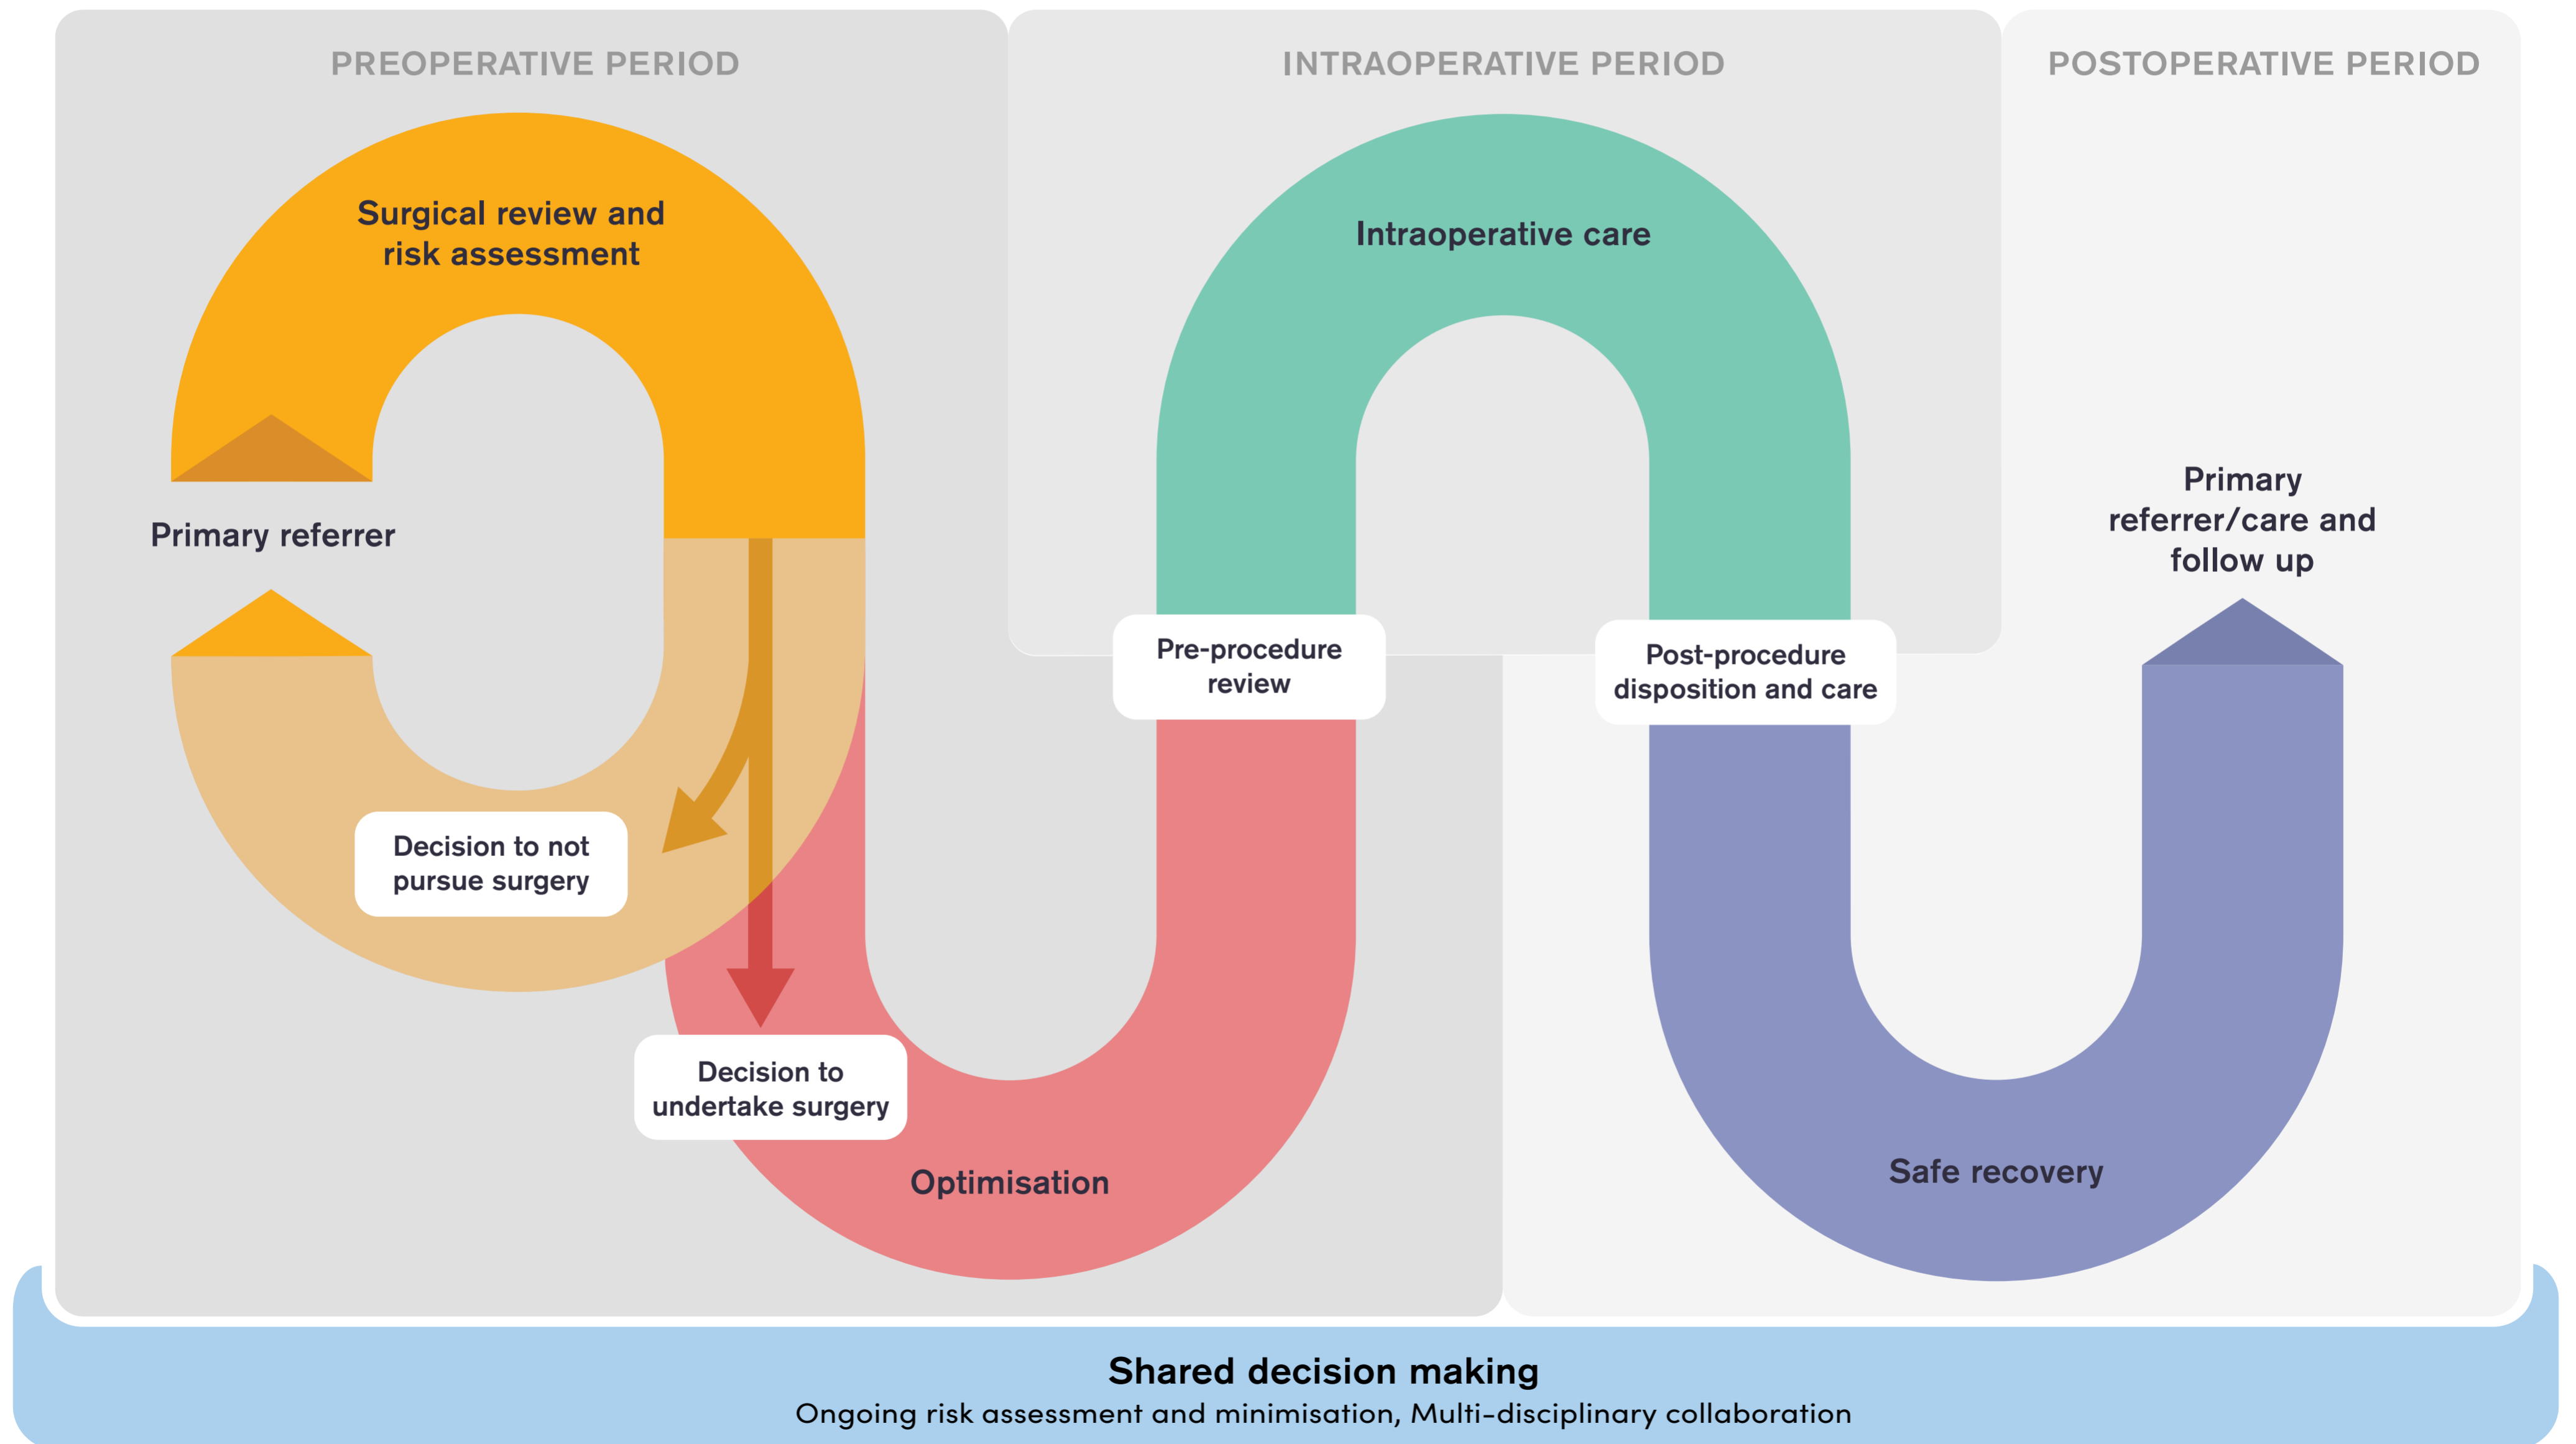 PREOPERATIVE PERIOD
INTRAOPERATIVE PERIOD
POSTOPERATIVE PERIOD
Surgical review and
risk assessment
Primary referrer
Decision to not
pursue surgery
Decision to
undertake surgery
Optimisation
Pre-procedure
review
Intraoperative care
Post-procedure
disposition and care
Safe recovery
Primary
referrer/care and
follow up
Shared decision making
Ongoing risk assessment and minimisation, Multi-disciplinary collaboration